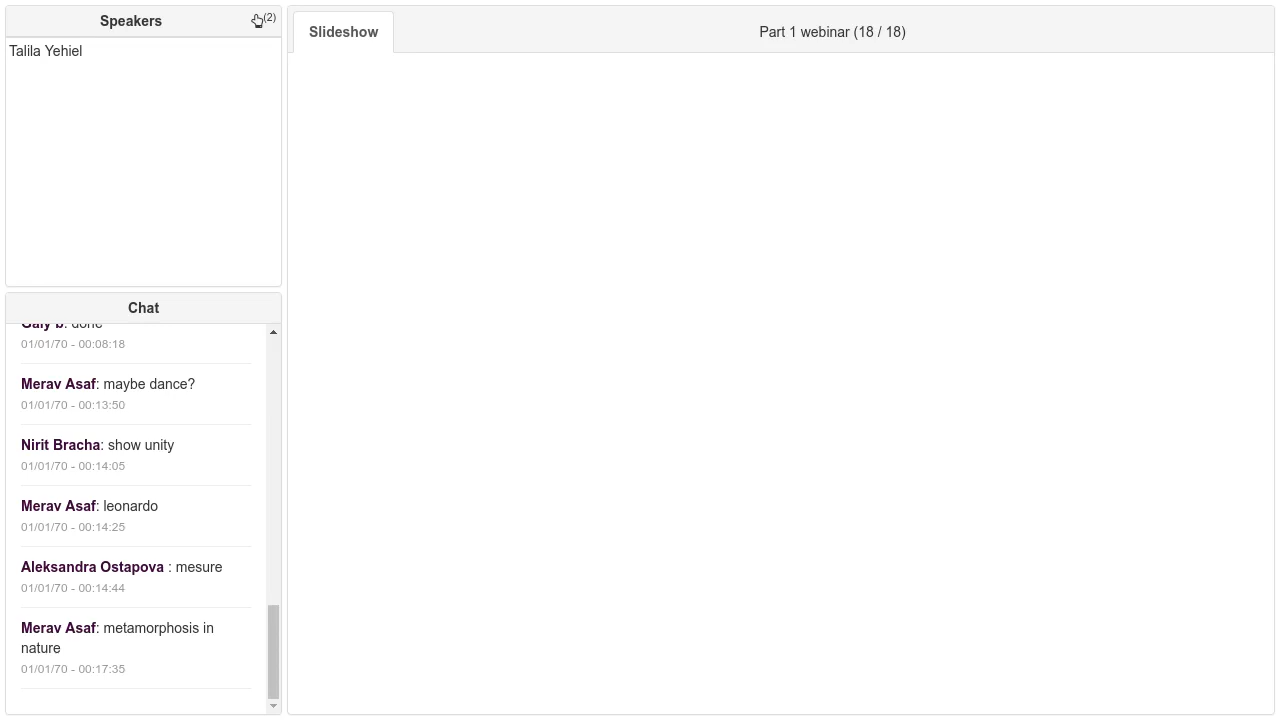 Speakers
(2)
Talila Yehiel
Slideshow
Part 1 webinar (18 / 18)
Chat
Galy b: done
01/01/70 - 00:08:18
Merav Asaf: maybe dance?
01/01/70 - 00:13:50
Nirit Bracha: show unity
01/01/70 - 00:14:05
Merav Asaf: leonardo
01/01/70 - 00:14:25
Aleksandra Ostapova : mesure
01/01/70 - 00:14:44
Merav Asaf: metamorphosis in
nature
01/01/70 - 00:17:35